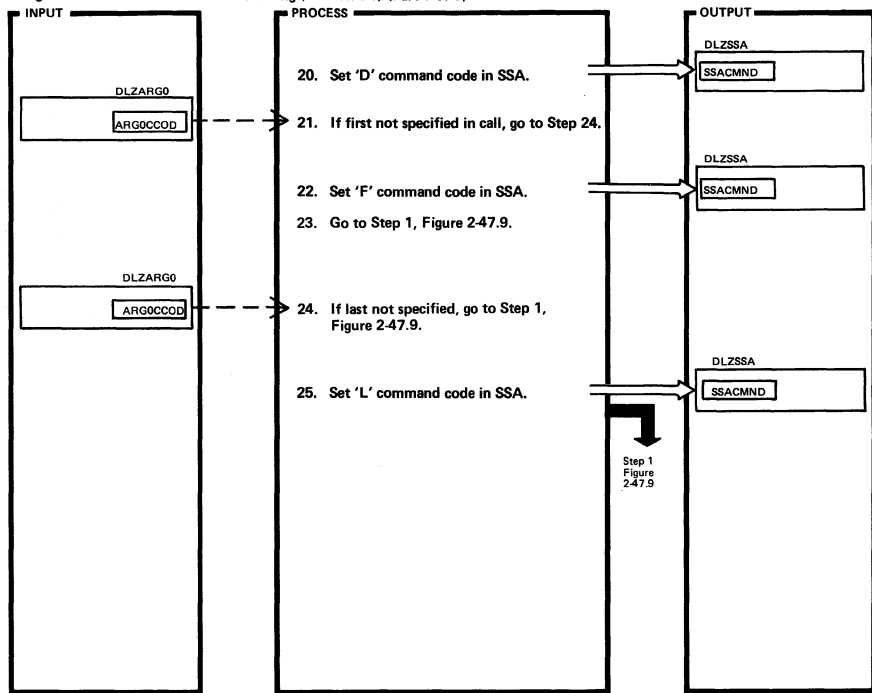 INPUT
PROCESS
OUTPUT
DLZSSA
SSACMND
20. Set 'D' command code in SSA.
DLZARG0
ARG0CCOD
21. If first not specified in call, go to Step 24.
DLZSSA
SSACMND
22. Set 'F' command code in SSA.
23. Go to Step 1, Figure 2-47.9.
DLZARG0
ARG0CCOD
24. If last not specified, go to Step 1,
Figure 2-47.9.
DLZSSA
SSACMND
25. Set 'L' command code in SSA.
Step 1
Figure
2-47.9